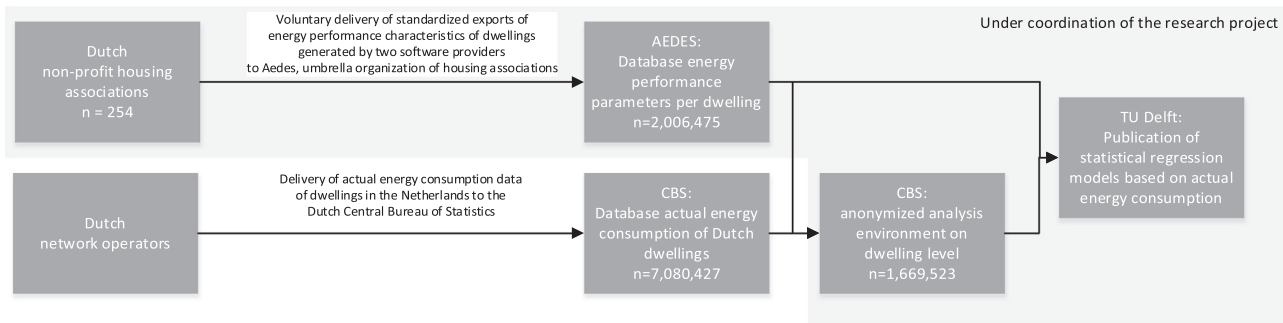 Under coordination of the research project
Dutch
non-profit housing
associations
n = 254
Voluntary delivery of standardized exports of
energy performance characteristics of dwellings
generated by two software providers
to Aedes, umbrella organization of housing associations
AEDES:
Database energy
performance
parameters per dwelling
n=2,006,475
Dutch
network operators
Delivery of actual energy consumption data
of dwellings in the Netherlands to the
Dutch Central Bureau of Statistics
CBS:
Database actual energy
consumption of Dutch
dwellings
n=7,080,427
CBS:
anonymized analysis
environment on
dwelling level
n=1,669,523
TU Delft:
Publication of
statistical regression
models based on actual
energy consumption